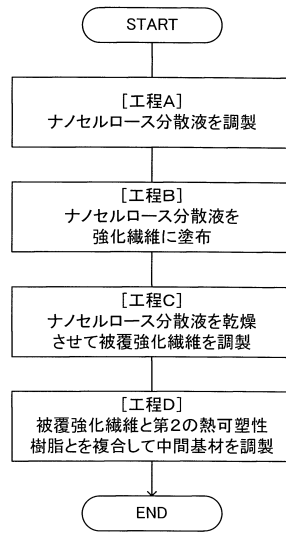 START
[工程A]
ナノセルロース分散液を調製
[工程B]
ナノセルロース分散液を
強化繊維に塗布
[工程C]
ナノセルロース分散液を乾燥
させて被覆強化繊維を調製
[工程D]
被覆強化繊維と第2の熱可塑性
樹脂とを複合して中間基材を調製
END